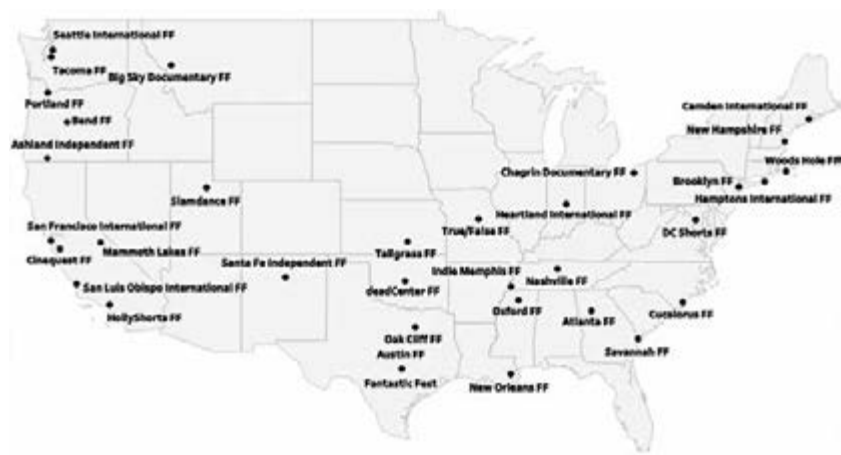 Seattle International FF
Tacoma FF
Big Sky Documentary FF
Portland FF
Bend FF
Ashland Independent FF
Slamdance FF
San Francisco International FF
Cinequest FF
Mammoth Lakes FF
San Luis Obispo International FF
HollyShorts FF
Santa Fe Independent FF
Tallgrass FF
deadCenter FF
Oak Cliff FF
Austin FF
Fantastic Fest
True/False FF
Indie Memphis FF
Oxford FF
New Orleans FF
Nashville FF
Atlanta FF
Savannah FF
Cucalorus FF
Chagrin Documentary FF
Heartland International FF
DC Shorts FF
Camden International FF
New Hampshire FF
Woods Hole FF
Brooklyn FF
Hamptons International FF